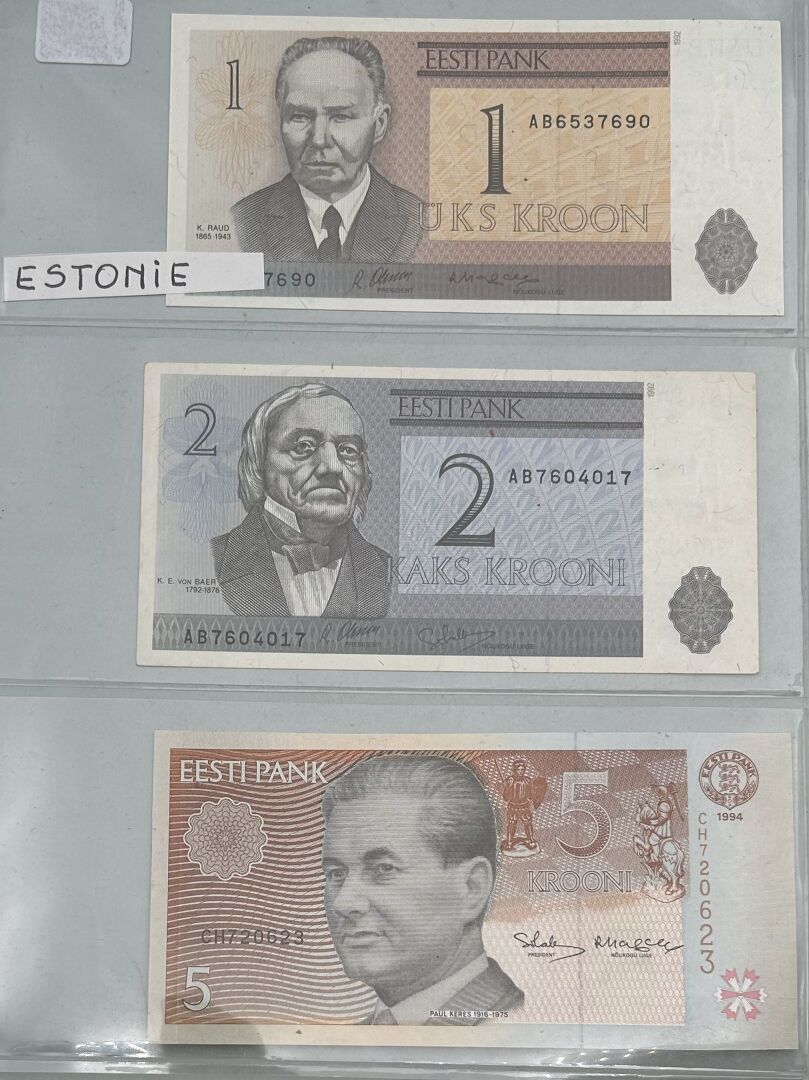 1992
EESTI PANK
1
1
AB6537690
ÜKS KROON
K. RAUD
1865-1943
ESTONiE
7690
PRESIDENT
NÕUKOGU LIIGE
1992
EESTI PANK
2
2
AB7604017
KAKS KROONI
K. E. VON BAER
1792-1876
AB7604017
PRESIDENT
NÕUKOGU LIIGE
EESTI PANK
5
KROONI
EESTI PANK
1994
CH720623
CH720623
PRESIDENT
NÕUKOGU LIIGE
5
PAUL KERES 1916-1975